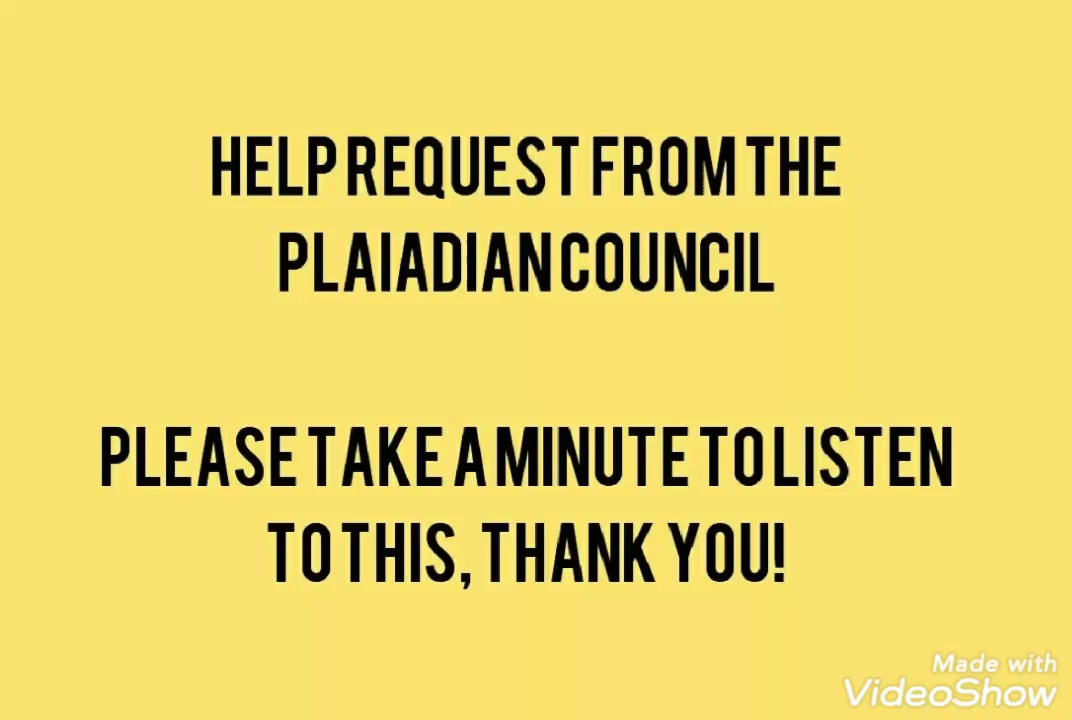 HELP REQUEST FROM THE
PLAIADIAN COUNCIL
PLEASE TAKE A MINUTE TO LISTEN
TO THIS, THANK YOU!
Made with
VideoShow